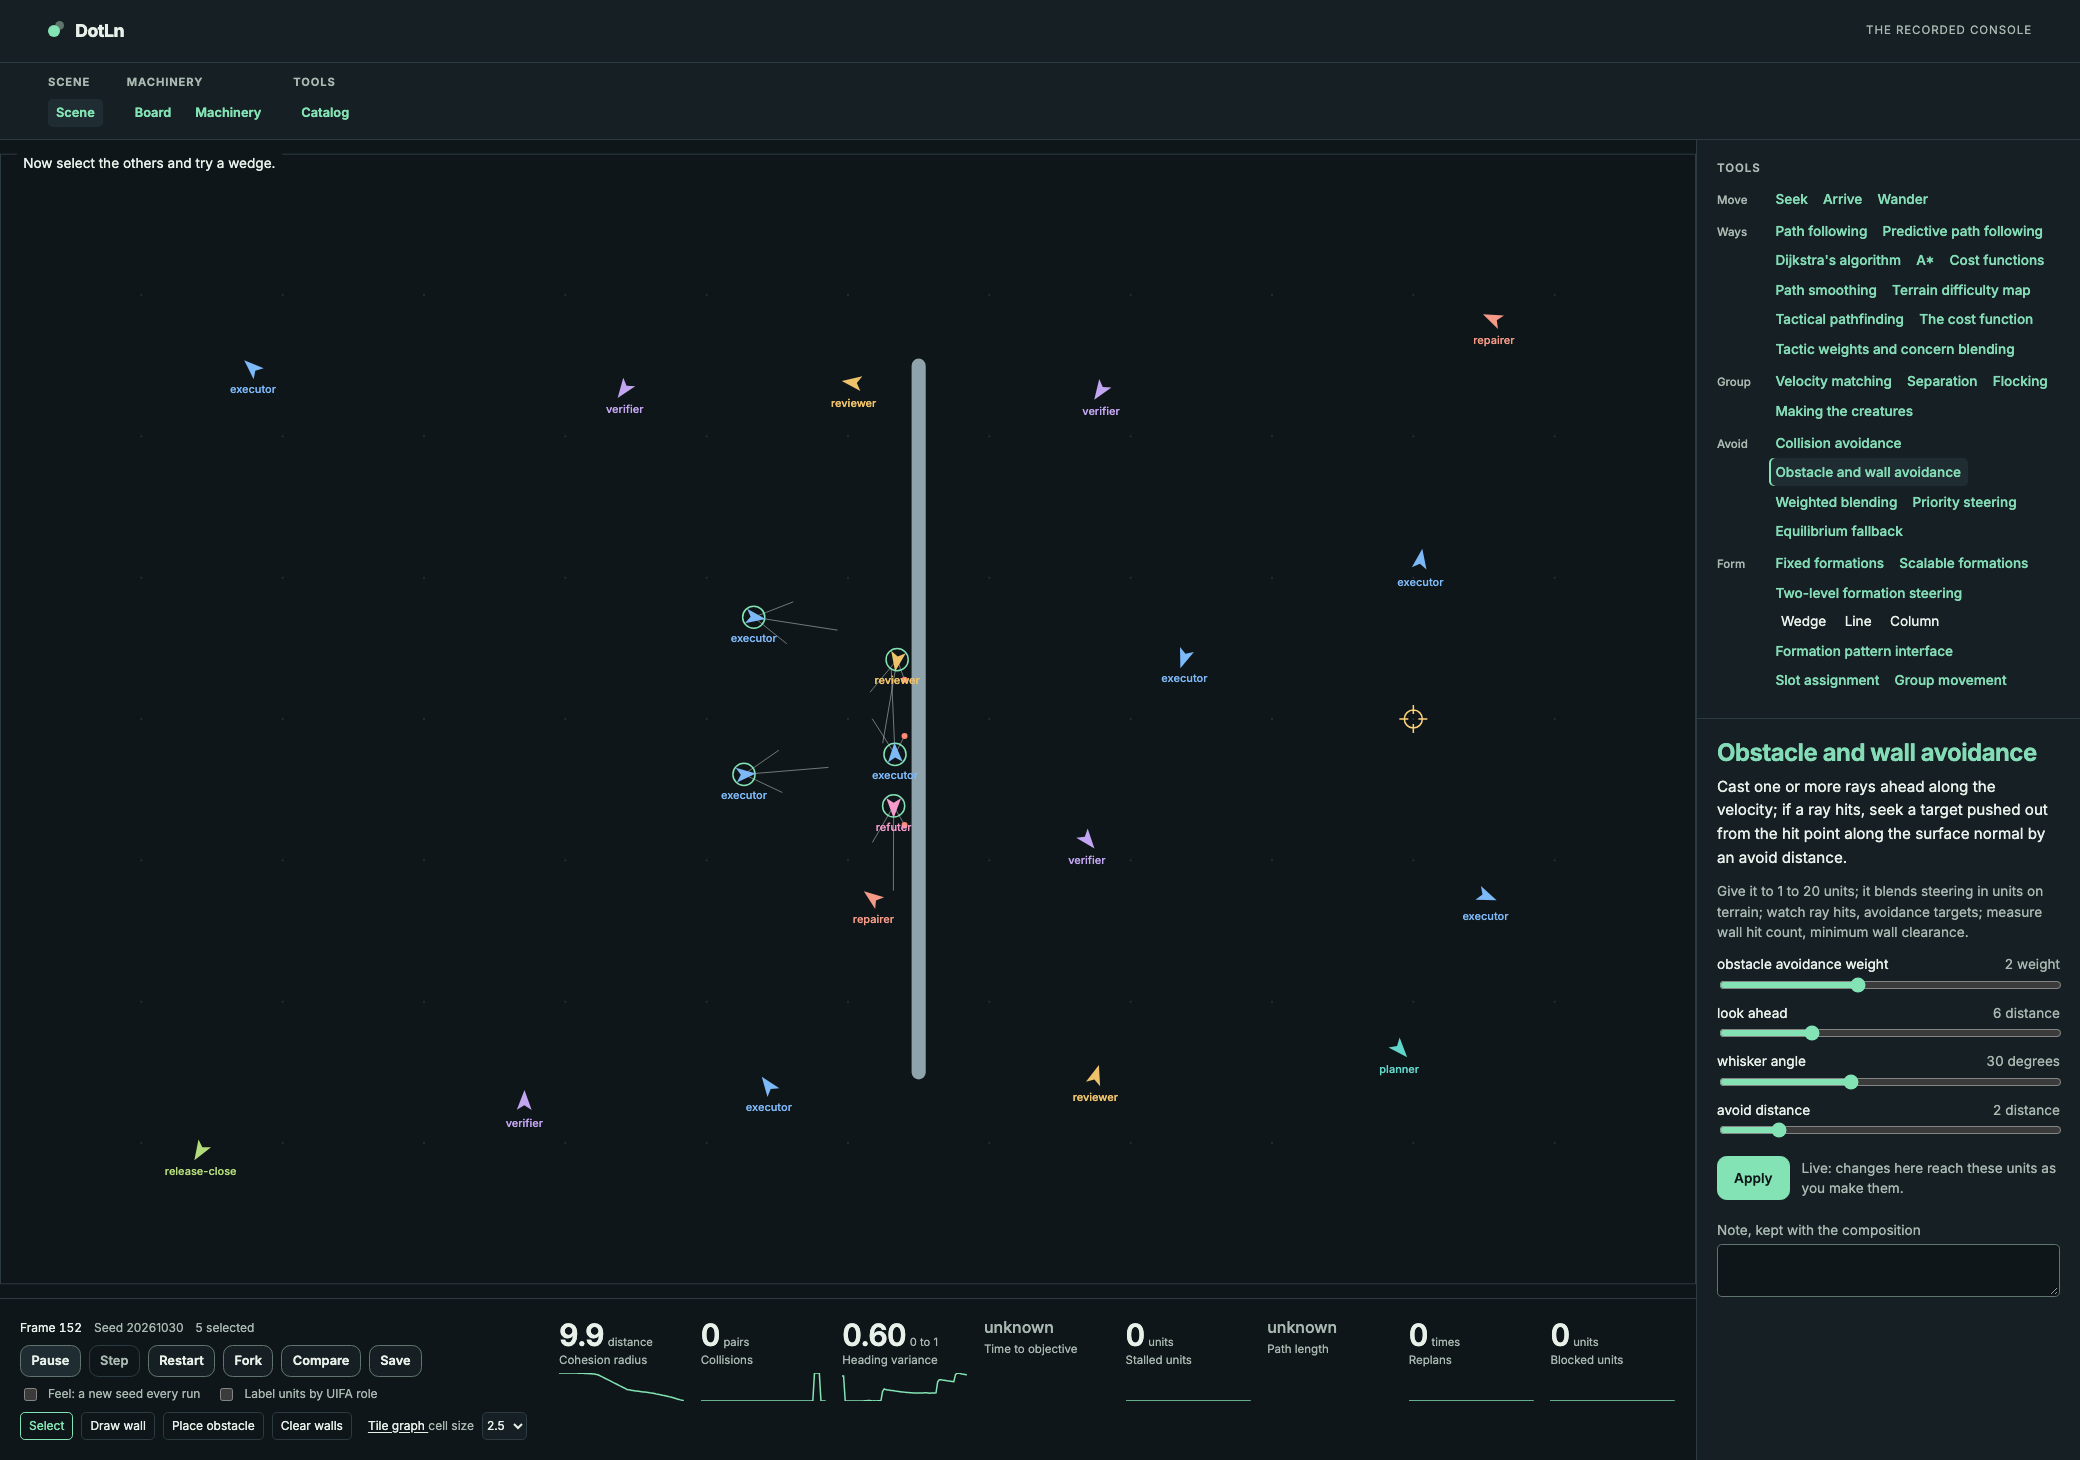 DotLn
THE RECORDED CONSOLE
SCENE MACHINERY TOOLS
Scene Board Machinery Catalog
Now select the others and try a wedge.
repairer
executor
verifier
reviewer
verifier
executor
executor
reviewer
executor
executor
executor
refuter
verifier
repairer
executor
planner
reviewer
executor
verifier
release-close
TOOLS
Move Seek Arrive Wander
Ways Path following Predictive path following
Dijkstra's algorithm A* Cost functions
Path smoothing Terrain difficulty map
Tactical pathfinding The cost function
Tactic weights and concern blending
Group Velocity matching Separation Flocking
Making the creatures
Avoid Collision avoidance
Obstacle and wall avoidance
Weighted blending Priority steering
Equilibrium fallback
Form Fixed formations Scalable formations
Two-level formation steering
Wedge Line Column
Formation pattern interface
Slot assignment Group movement
Obstacle and wall avoidance
Cast one or more rays ahead along the
velocity; if a ray hits, seek a target pushed out
from the hit point along the surface normal by
an avoid distance.
Give it to 1 to 20 units; it blends steering in units on
terrain; watch ray hits, avoidance targets; measure
wall hit count, minimum wall clearance.
obstacle avoidance weight 2 weight
look ahead 6 distance
whisker angle 30 degrees
avoid distance 2 distance
Apply
Live: changes here reach these units as
you make them.
Note, kept with the composition
Frame 152 Seed 20261030 5 selected
Pause Step Restart Fork Compare Save
Feel: a new seed every run Label units by UIFA role
Select Draw wall Place obstacle Clear walls Tile graph cell size 2.5
9.9 distance
Cohesion radius
0 pairs
Collisions
0.60 0 to 1
Heading variance
unknown
Time to objective
0 units
Stalled units
unknown
Path length
0 times
Replans
0 units
Blocked units